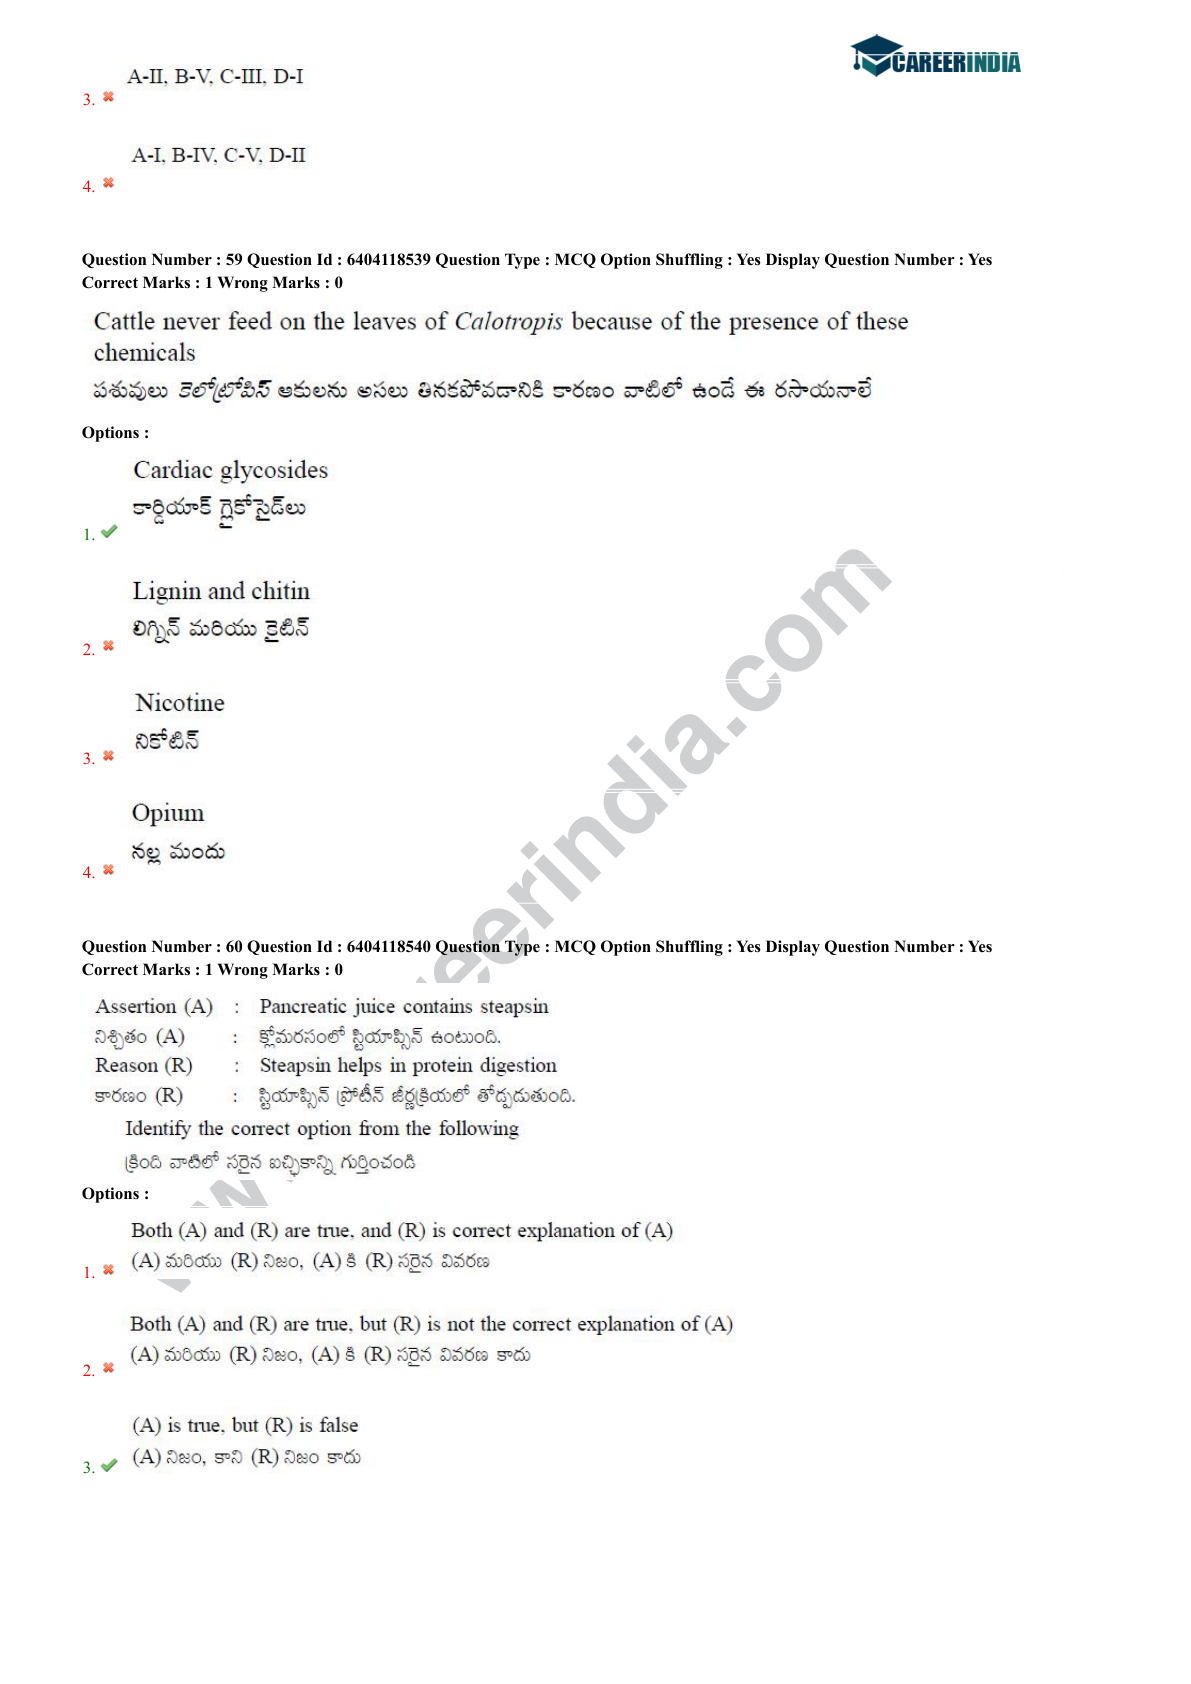 CAREERINDIA
A-II, B-V, C-III, D-I
3.
A-I, B-IV, C-V, D-II
4.
Question Number : 59 Question Id : 6404118539 Question Type : MCQ Option Shuffling : Yes Display Question Number : Yes
Correct Marks : 1 Wrong Marks : 0
Cattle never feed on the leaves of Calotropis because of the presence of these
chemicals
పశువులు కెలోట్రోపిస్ ఆకులను అసలు తినకపోవడానికి కారణం వాటిలో ఉండే ఈ రసాయనాలే
Options :
Cardiac glycosides
కార్డియాక్ గ్లైకోసైడ్‌లు
1.
Lignin and chitin
లిగ్నిన్ మరియు కైటిన్
2.
Nicotine
నికోటిన్
3.
Opium
నల్ల మందు
4.
Question Number : 60 Question Id : 6404118540 Question Type : MCQ Option Shuffling : Yes Display Question Number : Yes
Correct Marks : 1 Wrong Marks : 0
Assertion (A) : Pancreatic juice contains steapsin
నిశ్చితం (A) : క్లోమరసంలో స్టియాప్సిన్ ఉంటుంది.
Reason (R) : Steapsin helps in protein digestion
కారణం (R) : స్టియాప్సిన్ ప్రోటీన్ జీర్ణక్రియలో తోడ్పడుతుంది.
Identify the correct option from the following
క్రింది వాటిలో సరైన ఐచ్ఛికాన్ని గుర్తించండి
Options :
Both (A) and (R) are true, and (R) is correct explanation of (A)
(A) మరియు (R) నిజం, (A) కి (R) సరైన వివరణ
1.
Both (A) and (R) are true, but (R) is not the correct explanation of (A)
(A) మరియు (R) నిజం, (A) కి (R) సరైన వివరణ కాదు
2.
(A) is true, but (R) is false
(A) నిజం, కాని (R) నిజం కాదు
3.